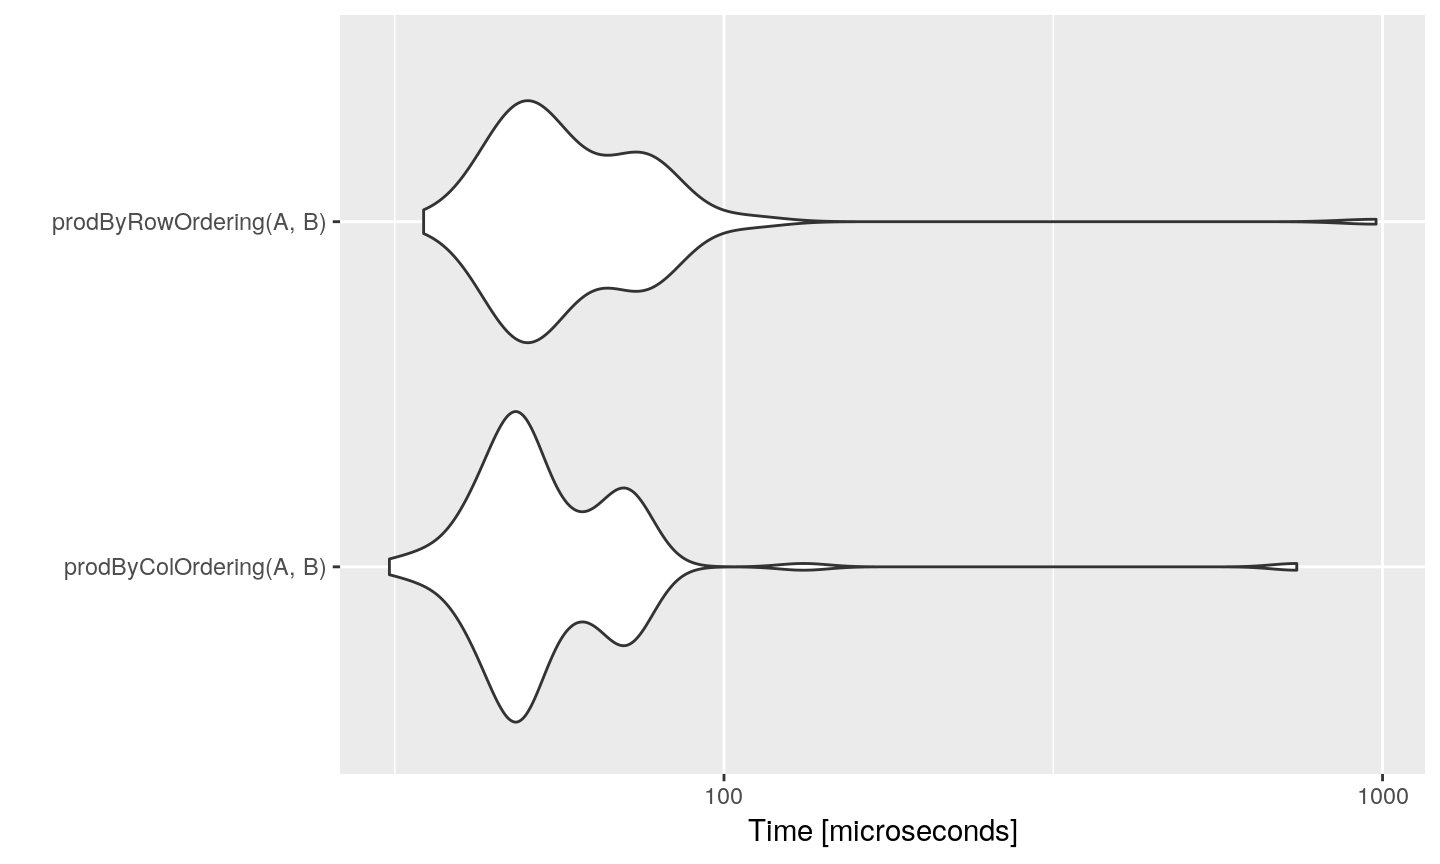 prodByRowOrdering(A, B)
prodByColOrdering(A, B)
100
1000
Time [microseconds]